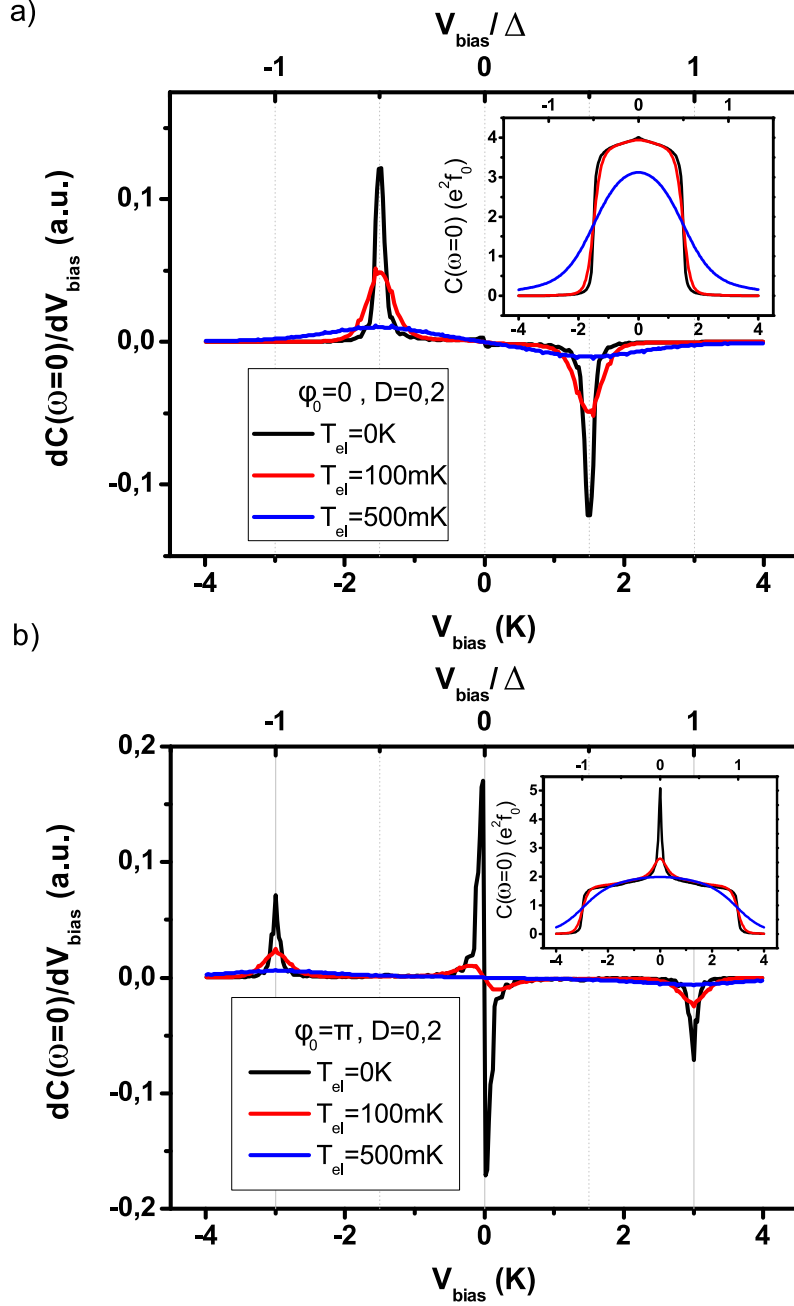 a)
V_bias / Δ
-1 0 1
dC(ω=0)/dV_bias (a.u.)
0,1
0,0
-0,1
-1 0 1
C(ω=0) (e²f₀)
4
3
2
1
0
-4 -2 0 2 4
φ₀=0 , D=0,2
T_el=0K
T_el=100mK
T_el=500mK
-4 -2 0 2 4
V_bias (K)
b)
V_bias / Δ
-1 0 1
dC(ω=0)/dV_bias (a.u.)
0,2
0,1
0,0
-0,1
-0,2
-1 0 1
C(ω=0) (e²f₀)
5
4
3
2
1
0
-4 -2 0 2 4
φ₀=π , D=0,2
T_el=0K
T_el=100mK
T_el=500mK
-4 -2 0 2 4
V_bias (K)